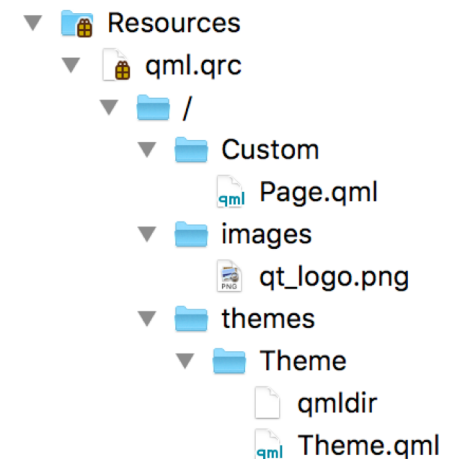 Resources
qml.qrc
/
Custom
qml
Page.qml
images
PNG
qt_logo.png
themes
Theme
qmldir
qml
Theme.qml